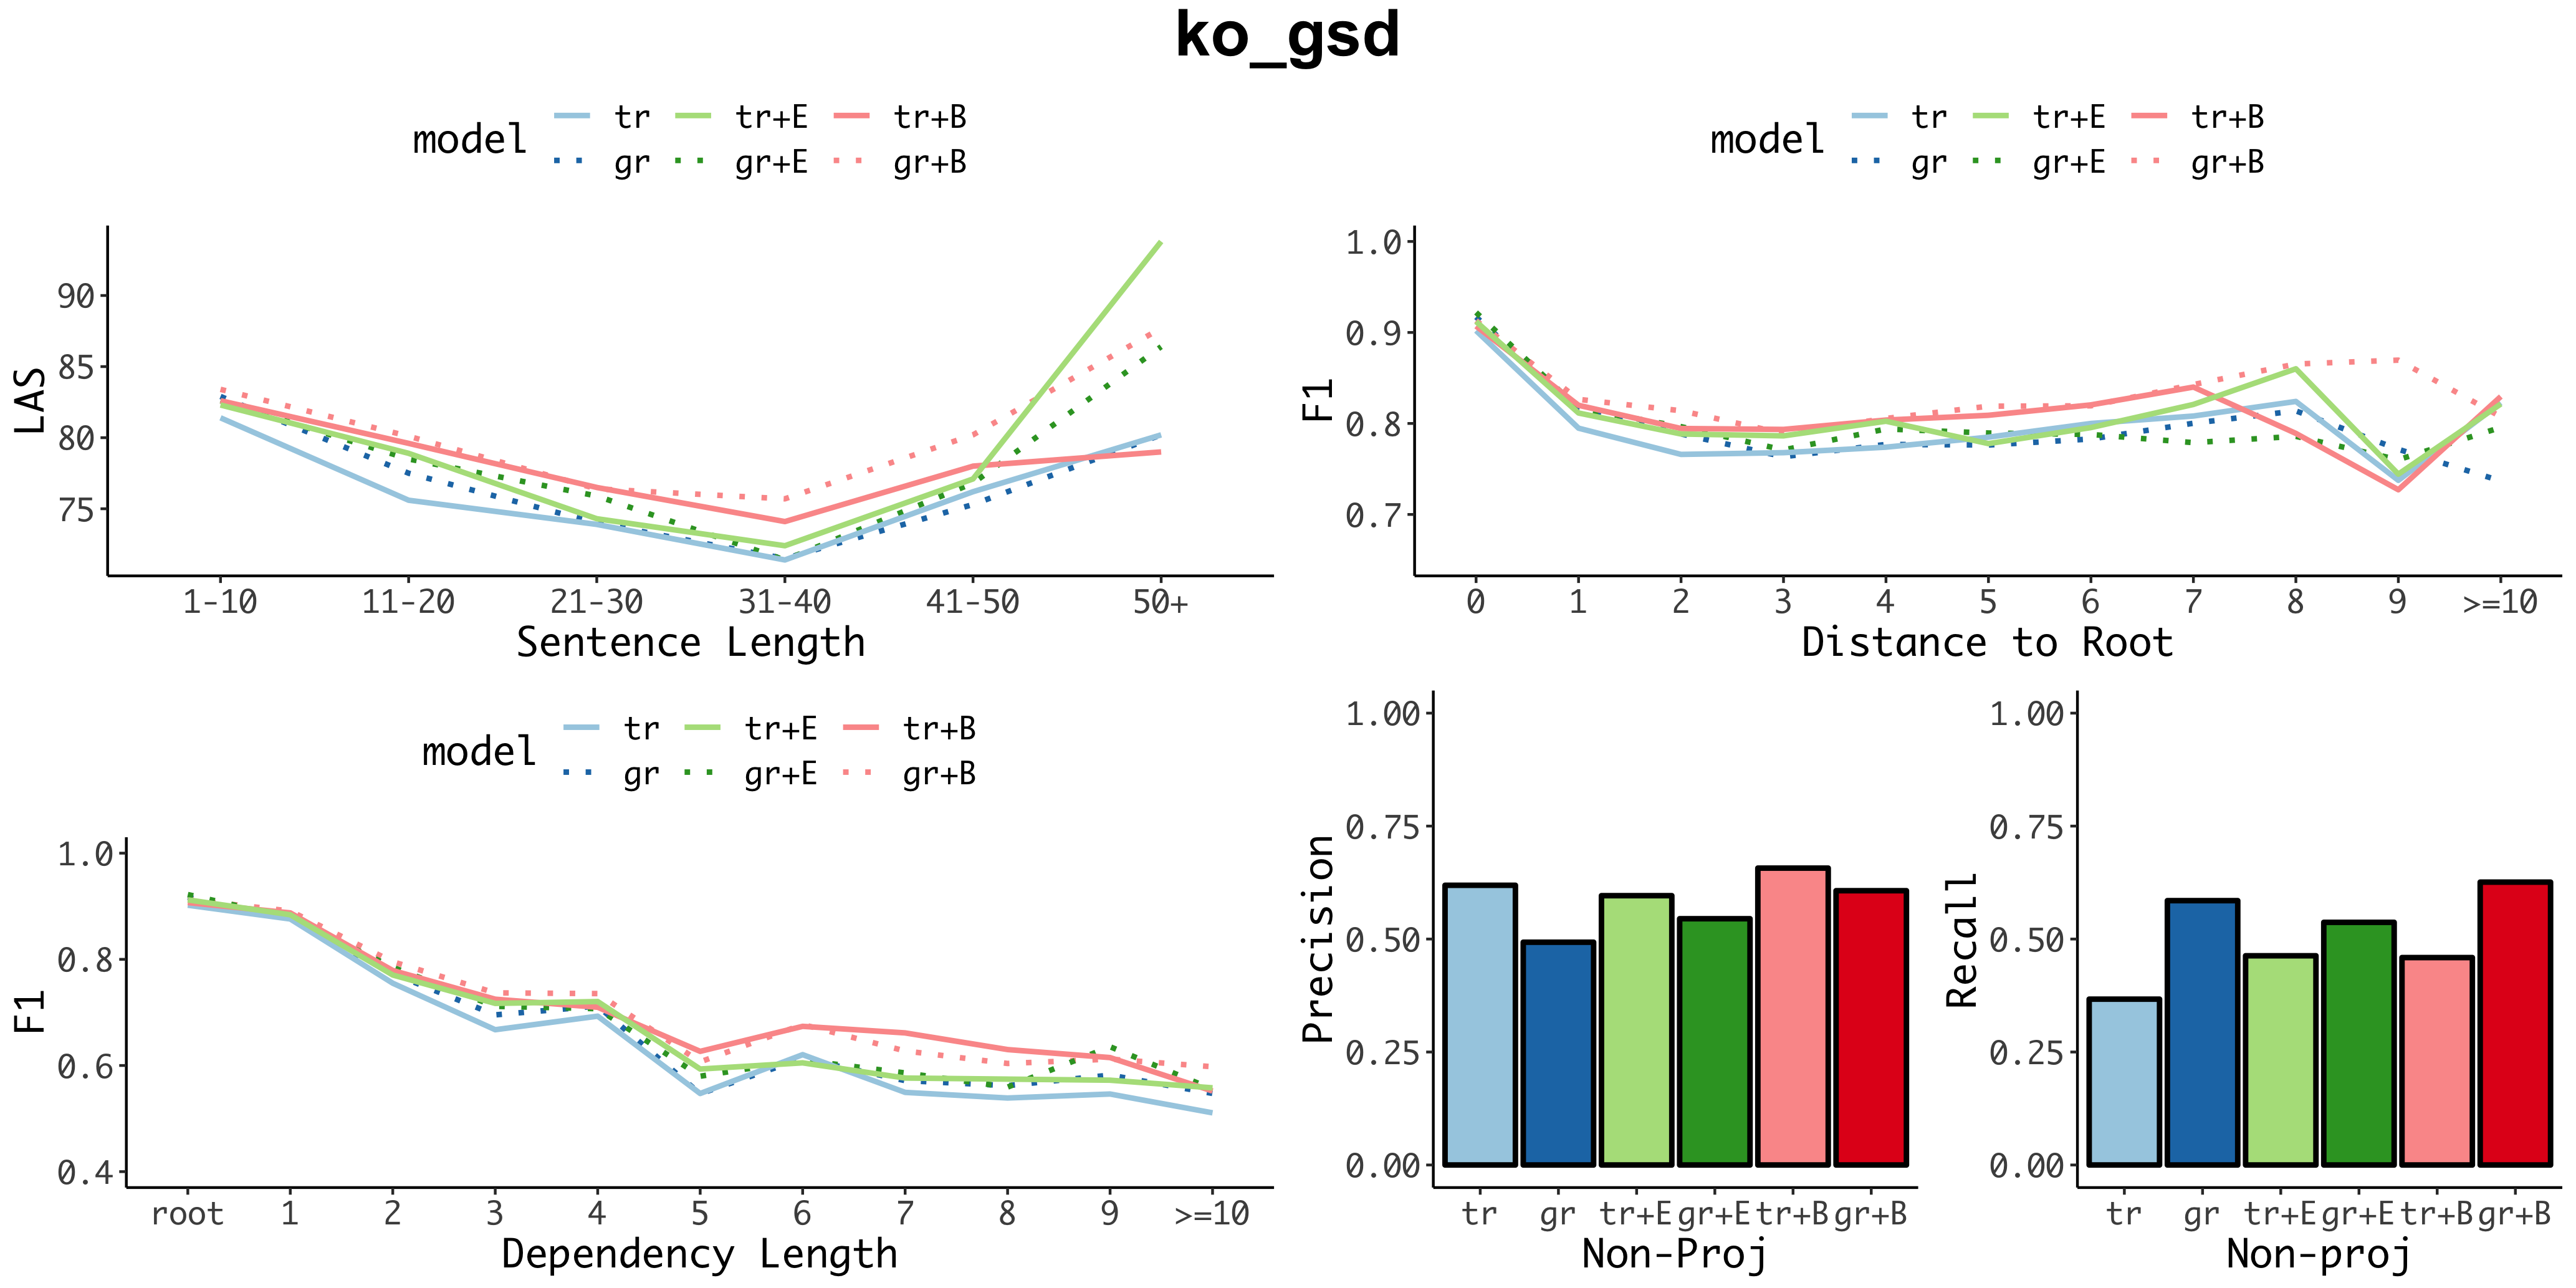 ko_gsd
model tr tr+E tr+B
gr gr+E gr+B
LAS
90
85
80
75
1-10 11-20 21-30 31-40 41-50 50+
Sentence Length
model tr tr+E tr+B
gr gr+E gr+B
F1
1.0
0.9
0.8
0.7
0 1 2 3 4 5 6 7 8 9 >=10
Distance to Root
model tr tr+E tr+B
gr gr+E gr+B
F1
1.0
0.8
0.6
0.4
root 1 2 3 4 5 6 7 8 9 >=10
Dependency Length
Precision
1.00
0.75
0.50
0.25
0.00
tr gr tr+E gr+E tr+B gr+B
Non-Proj
Recall
1.00
0.75
0.50
0.25
0.00
tr gr tr+E gr+E tr+B gr+B
Non-proj